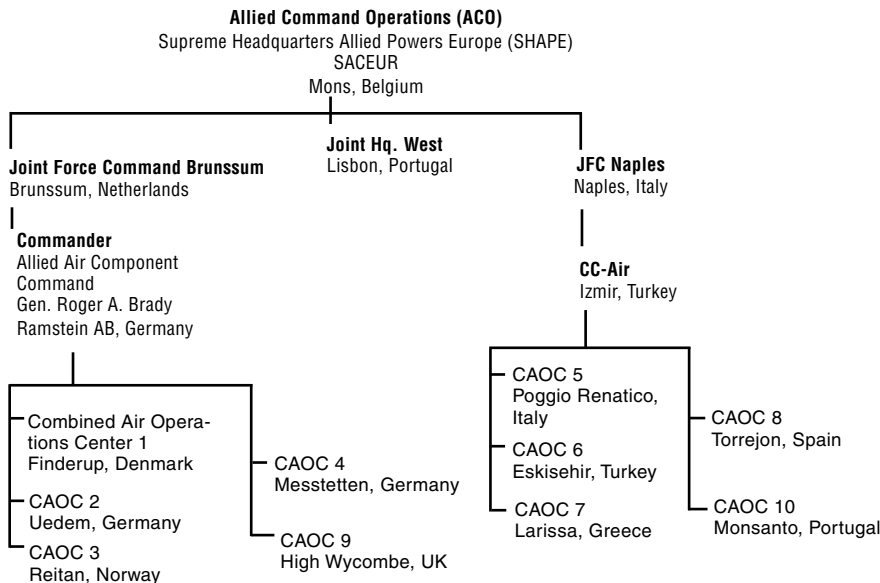 Allied Command Operations (ACO)
Supreme Headquarters Allied Powers Europe (SHAPE)
SACEUR
Mons, Belgium
Joint Force Command Brunssum
Brunssum, Netherlands
Joint Hq. West
Lisbon, Portugal
JFC Naples
Naples, Italy
Commander
Allied Air Component
Command
Gen. Roger A. Brady
Ramstein AB, Germany
CC-Air
Izmir, Turkey
Combined Air Opera-
tions Center 1
Finderup, Denmark
CAOC 2
Uedem, Germany
CAOC 3
Reitan, Norway
CAOC 4
Messtetten, Germany
CAOC 9
High Wycombe, UK
CAOC 5
Poggio Renatico,
Italy
CAOC 6
Eskisehir, Turkey
CAOC 7
Larissa, Greece
CAOC 8
Torrejon, Spain
CAOC 10
Monsanto, Portugal